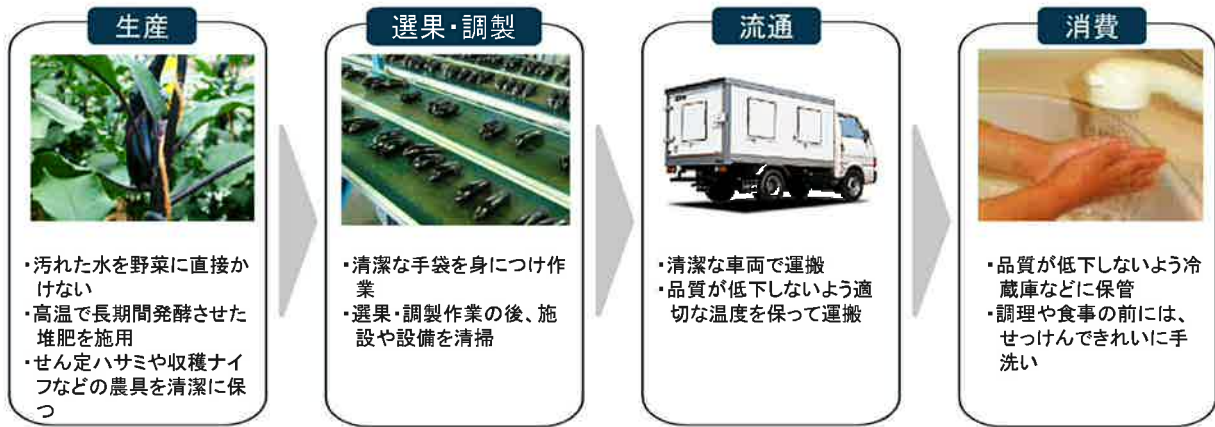 生産
・汚れた水を野菜に直接か
けない
・高温で長期間発酵させた
堆肥を施用
・せん定ハサミや収穫ナイ
フなどの農具を清潔に保
つ
選果・調製
・清潔な手袋を身につけ作
業
・選果・調製作業の後、施
設や設備を清掃
流通
・清潔な車両で運搬
・品質が低下しないよう適
切な温度を保って運搬
消費
・品質が低下しないよう冷
蔵庫などに保管
・調理や食事の前には、
せっけんできれいに手
洗い